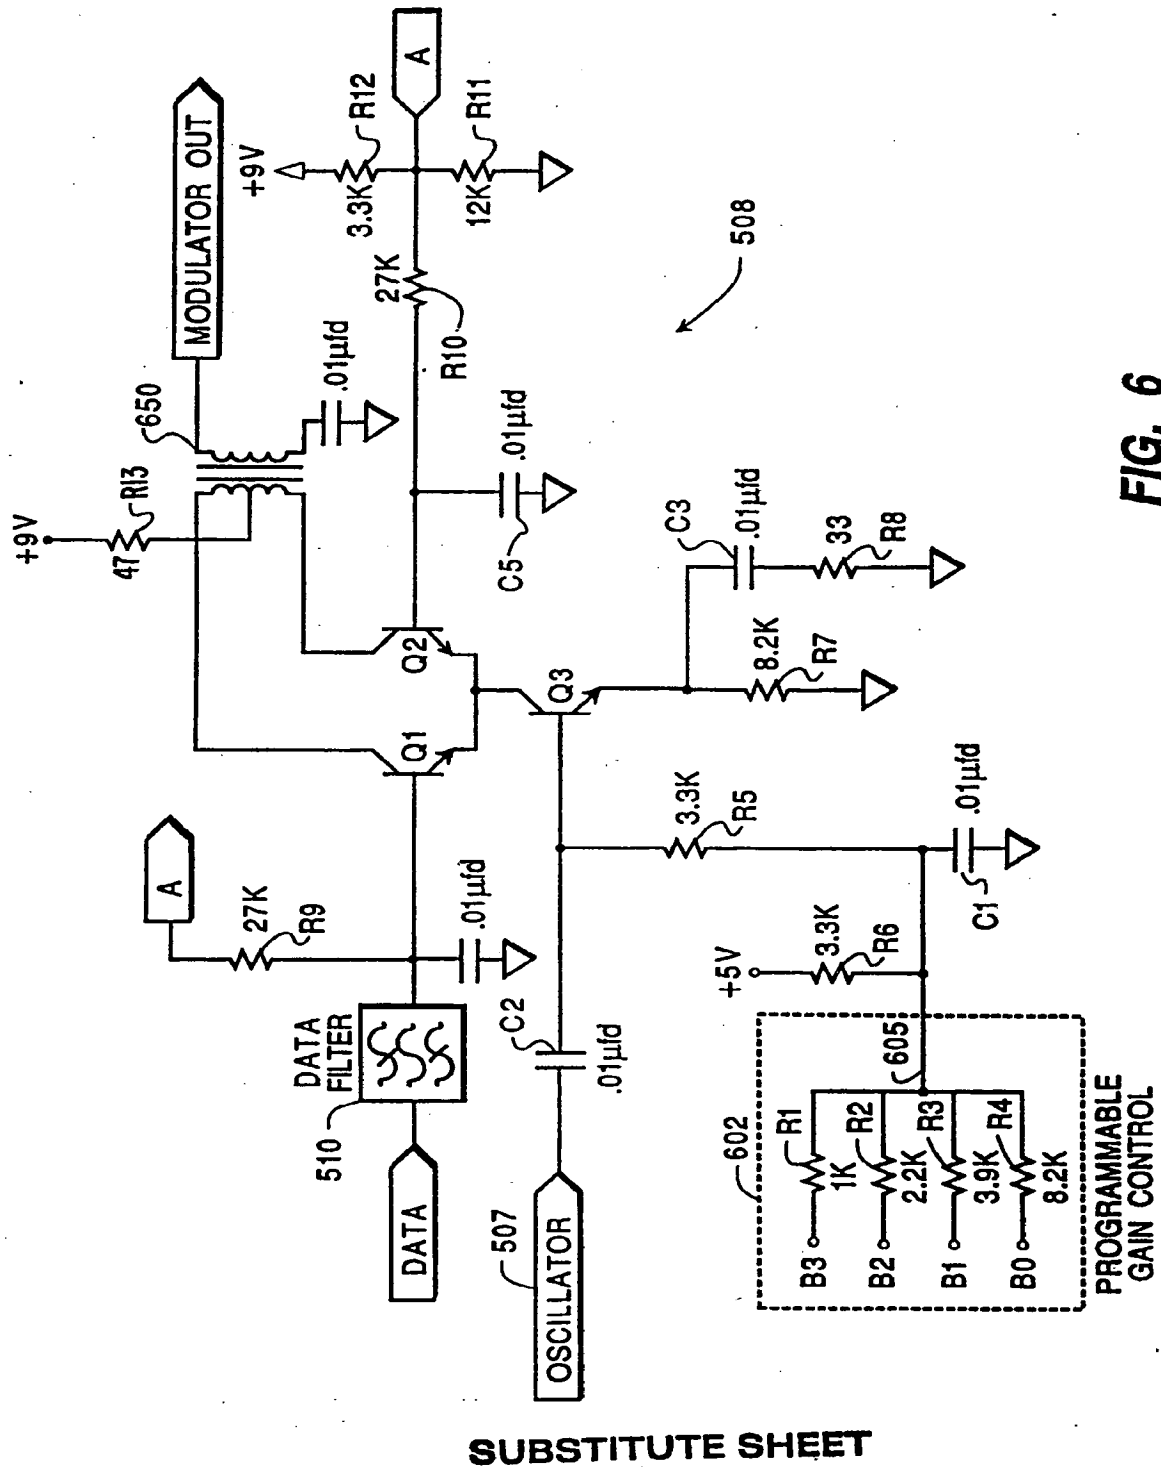 A
R12
3.3K
+9V
R11
12K
MODULATOR OUT
27K
R10
508
650
.01µfd
+9V
R13
47
C5
.01µfd
C3
.01µfd
33
R8
8.2K
R7
Q2
Q1
Q3
A
27K
R9
.01µfd
3.3K
R5
.01µfd
C1
+5V
3.3K
R6
DATA
FILTER
510
DATA
C2
.01µfd
507
OSCILLATOR
602
605
R1
1K
R2
2.2K
R3
3.9K
R4
8.2K
B3
B2
B1
B0
PROGRAMMABLE
GAIN CONTROL
FIG. 6
SUBSTITUTE SHEET